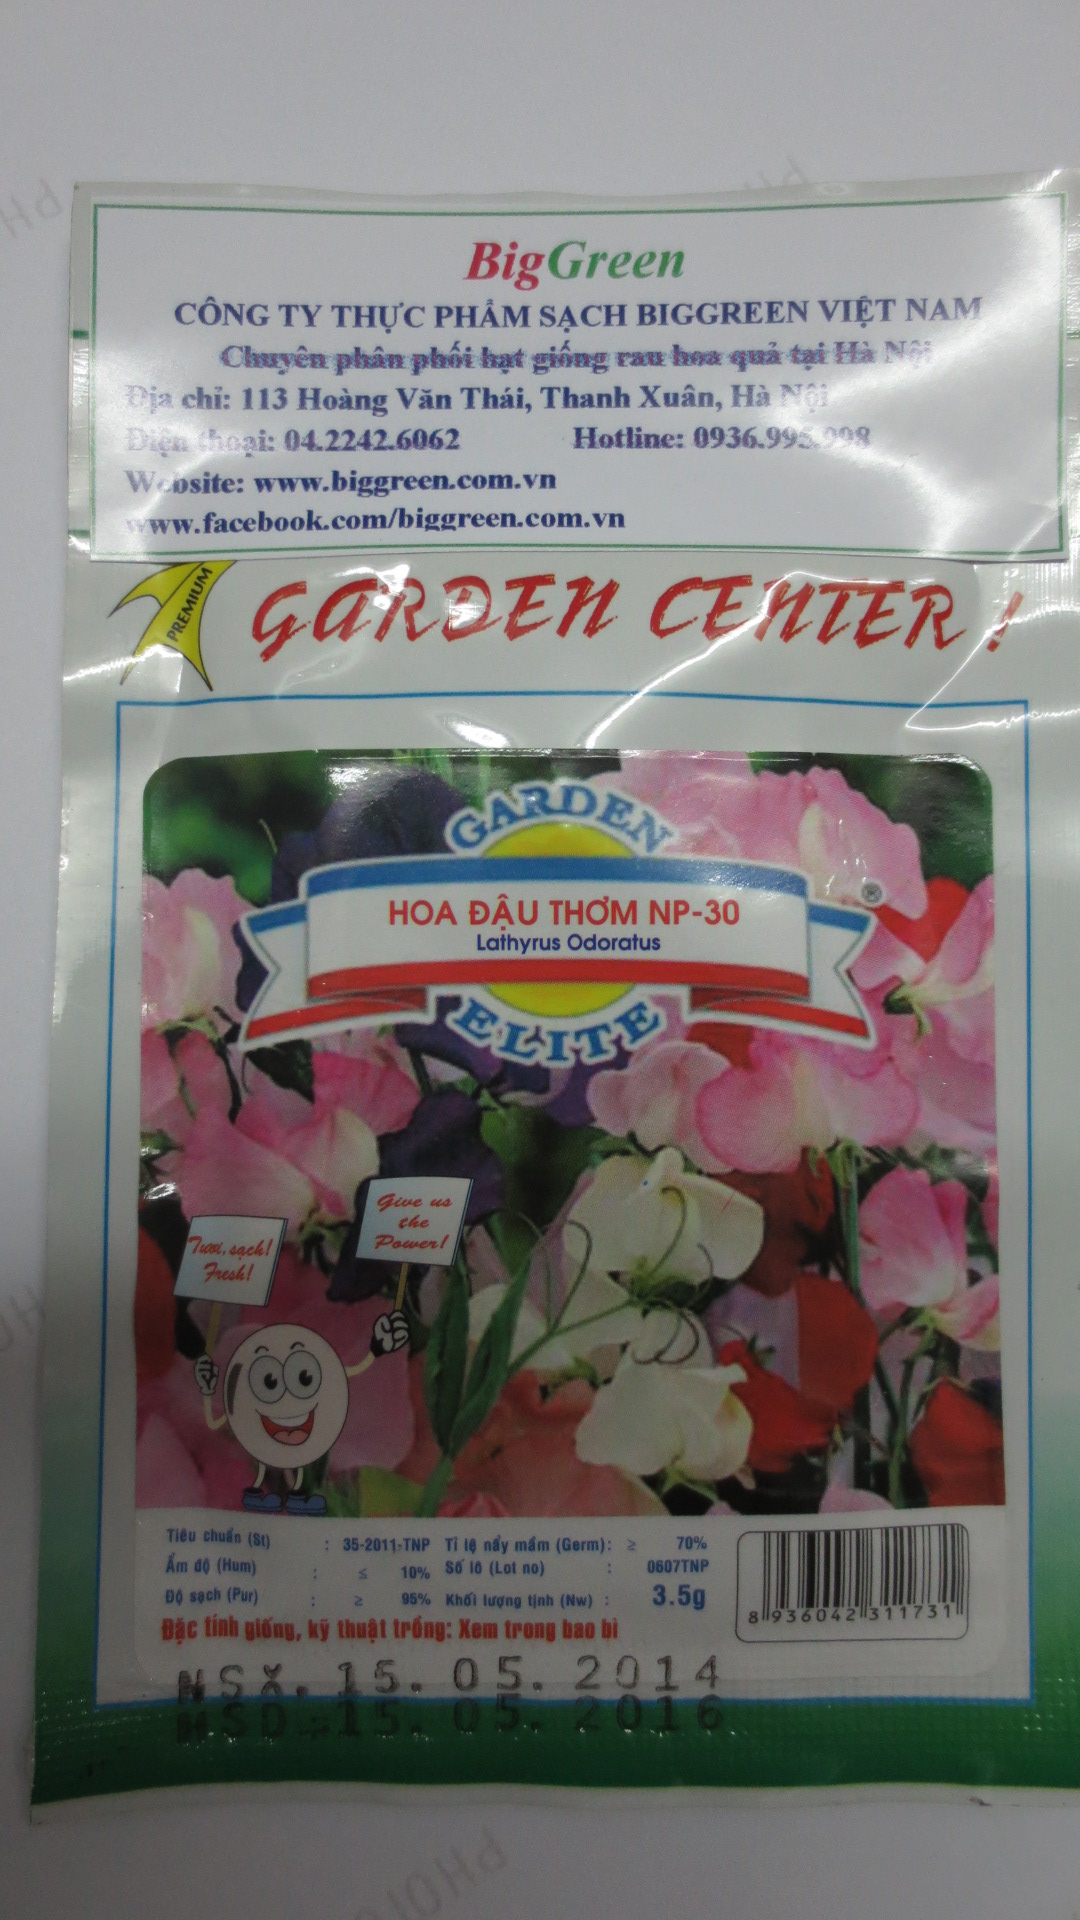 BigGreen
CÔNG TY THỰC PHẨM SẠCH BIGGREEN VIỆT NAM
Chuyên phân phối hạt giống rau hoa quả tại Hà Nội
Địa chỉ: 113 Hoàng Văn Thái, Thanh Xuân, Hà Nội
Điện thoại: 04.2242.6062 Hotline: 0936.995.998
Website: www.biggreen.com.vn
www.facebook.com/biggreen.com.vn
PREMIUM
GARDEN CENTER !
GARDEN
®
HOA ĐẬU THƠM NP-30
Lathyrus Odoratus
ELITE
Give us
the
Power!
Tươi, sạch!
Fresh!
Tiêu chuẩn (St) : 35-2011-TNP Tỉ lệ nẩy mầm (Germ): ≥ 70%
Ẩm độ (Hum) : ≤ 10% Số lô (Lot no) : 0607TNP
Độ sạch (Pur) : ≥ 95% Khối lượng tịnh (Nw) : 3.5g
8 936042 311731
Đặc tính giống, kỹ thuật trồng: Xem trong bao bì
NSX. 15. 05. 2014
HSD 15. 05. 2016